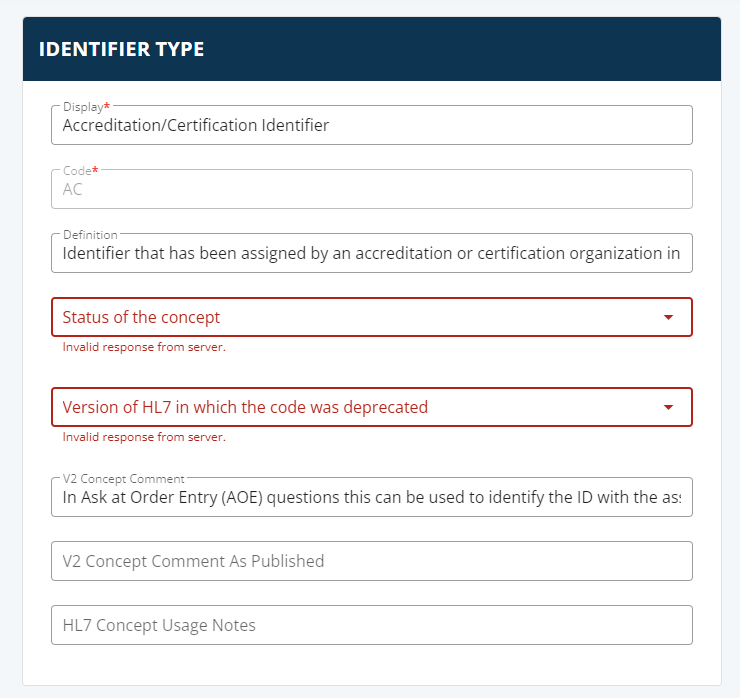 IDENTIFIER TYPE
Display*
Accreditation/Certification Identifier
Code*
AC
Definition
Identifier that has been assigned by an accreditation or certification organization in
Status of the concept
Invalid response from server.
Version of HL7 in which the code was deprecated
Invalid response from server.
V2 Concept Comment
In Ask at Order Entry (AOE) questions this can be used to identify the ID with the as
V2 Concept Comment As Published
HL7 Concept Usage Notes